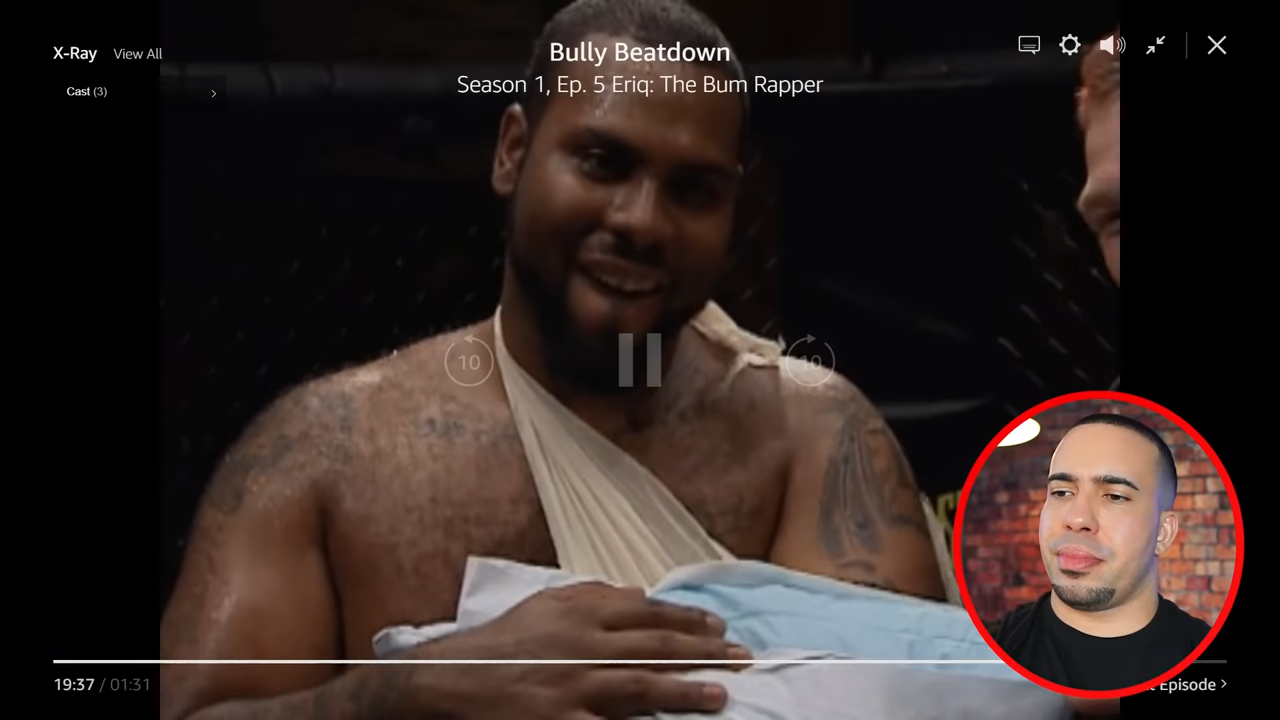 X-Ray View All
Bully Beatdown
Season 1, Ep. 5 Eriq: The Bum Rapper
Cast (3)
10
10
19:37 / 01:31
Episode